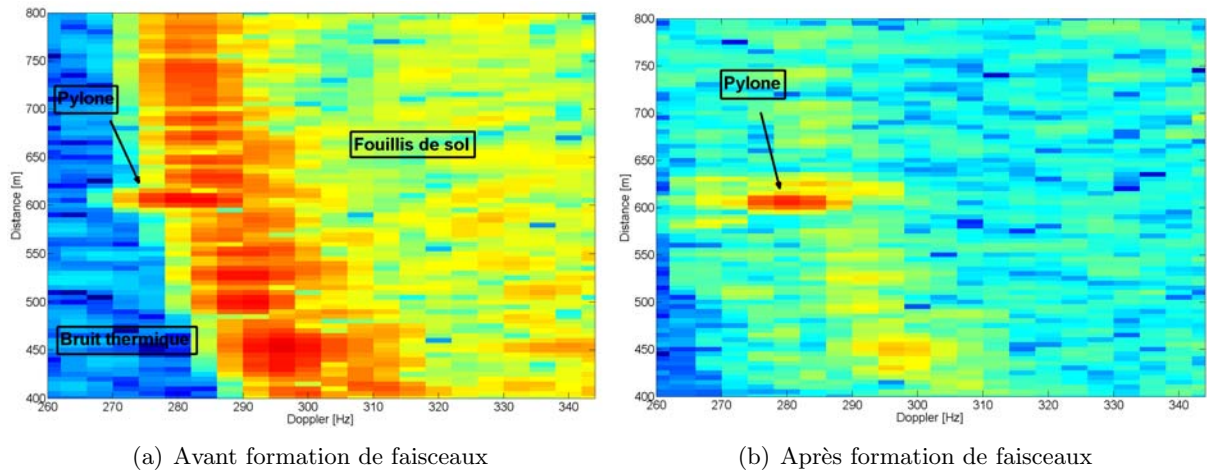 800
750
700
650
600
550
500
450
400
Distance [m]
Pylone
Fouillis de sol
Bruit thermique
260 270 280 290 300 310 320 330 340
Doppler [Hz]
800
750
700
650
600
550
500
450
400
Distance [m]
Pylone
260 270 280 290 300 310 320 330 340
Doppler [Hz]
(a) Avant formation de faisceaux
(b) Après formation de faisceaux